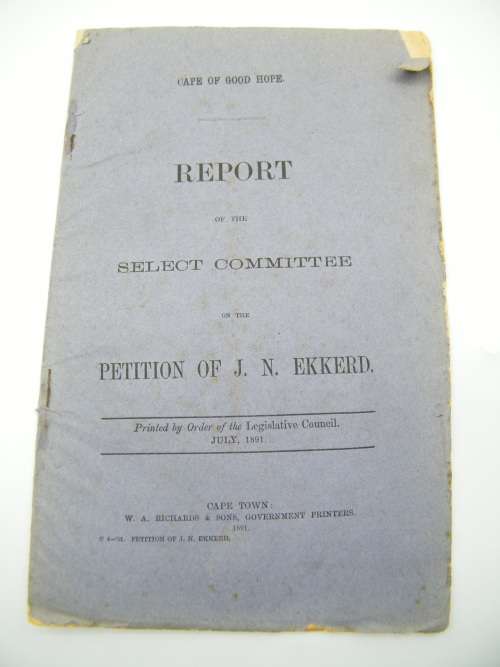 CAPE OF GOOD HOPE.
REPORT
OF THE
SELECT COMMITTEE
ON THE
PETITION OF J. N. EKKERD.
Printed by Order of the Legislative Council.
JULY, 1891.
CAPE TOWN:
W. A. RICHARDS & SONS, GOVERNMENT PRINTERS.
1891.
PETITION OF J. N. EKKERD.